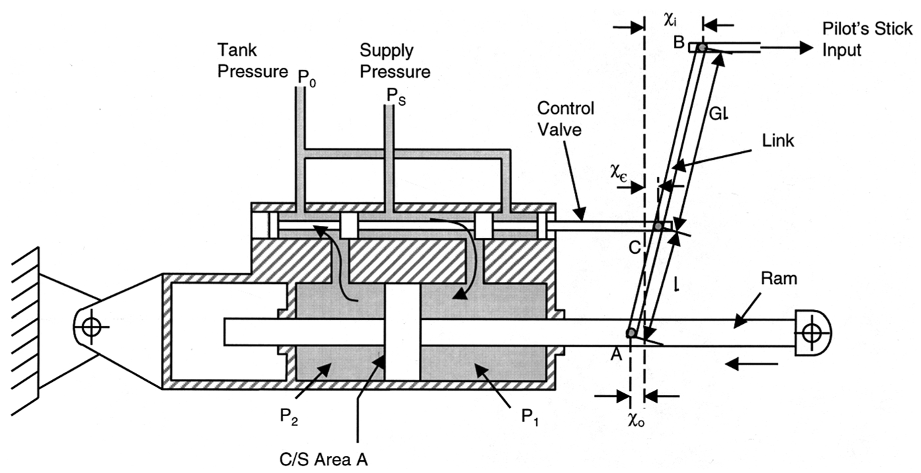 χi
Pilot's Stick
Input
B
Tank
Pressure
P0
Supply
Pressure
PS
Control
Valve
Gl
Link
χϵ
C
l
Ram
A
P2
P1
χo
C/S Area A